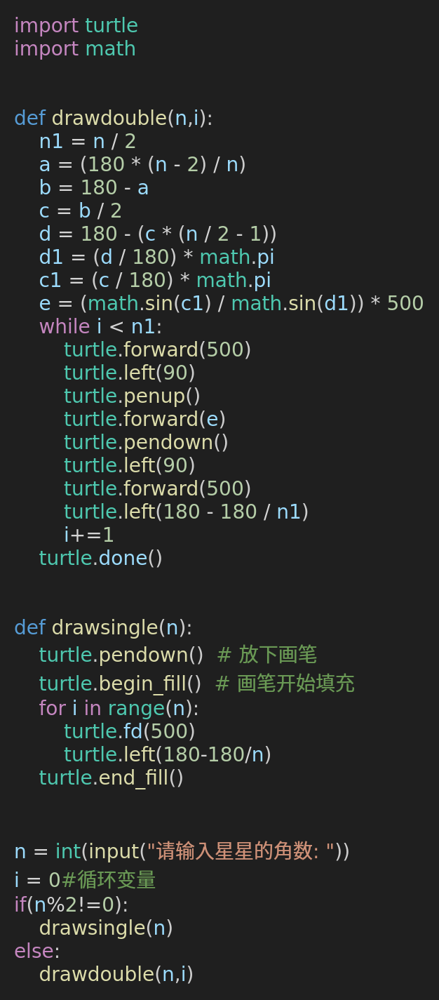 import turtle
import math
def drawdouble(n,i):
    n1 = n / 2
    a = (180 * (n - 2) / n)
    b = 180 - a
    c = b / 2
    d = 180 - (c * (n / 2 - 1))
    d1 = (d / 180) * math.pi
    c1 = (c / 180) * math.pi
    e = (math.sin(c1) / math.sin(d1)) * 500
    while i < n1:
        turtle.forward(500)
        turtle.left(90)
        turtle.penup()
        turtle.forward(e)
        turtle.pendown()
        turtle.left(90)
        turtle.forward(500)
        turtle.left(180 - 180 / n1)
        i+=1
    turtle.done()
def drawsingle(n):
    turtle.pendown()  # 放下画笔
    turtle.begin_fill()  # 画笔开始填充
    for i in range(n):
        turtle.fd(500)
        turtle.left(180-180/n)
    turtle.end_fill()
n = int(input("请输入星星的角数: "))
i = 0#循环变量
if(n%2!=0):
    drawsingle(n)
else:
    drawdouble(n,i)